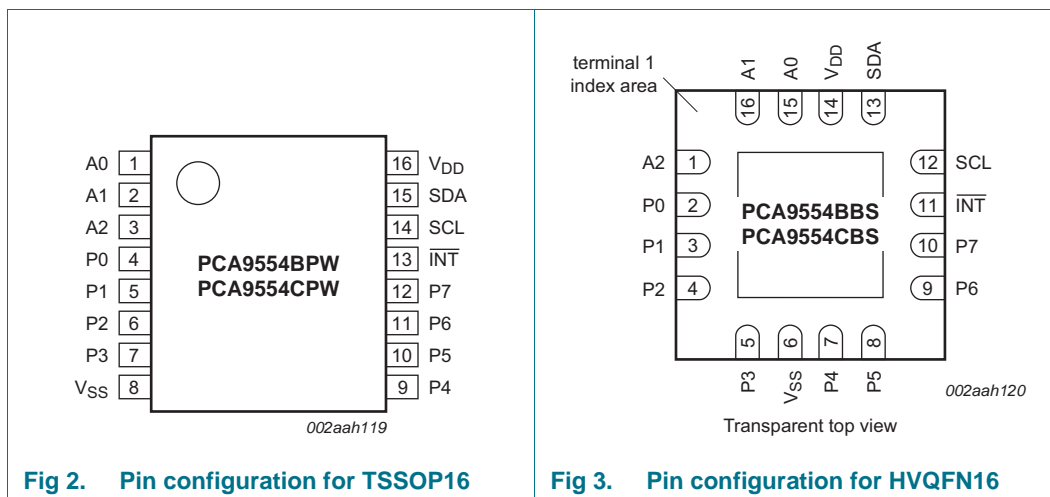 A0 1
A1 2
A2 3
P0 4
P1 5
P2 6
P3 7
VSS 8
PCA9554BPW
PCA9554CPW
16 VDD
15 SDA
14 SCL
13 INT
12 P7
11 P6
10 P5
9 P4
002aah119
Fig 2. Pin configuration for TSSOP16
terminal 1
index area
A1 A0 VDD SDA
16 15 14 13
A2 1
P0 2
P1 3
P2 4
PCA9554BBS
PCA9554CBS
12 SCL
11 INT
10 P7
9 P6
5 6 7 8
P3 VSS P4 P5
002aah120
Transparent top view
Fig 3. Pin configuration for HVQFN16